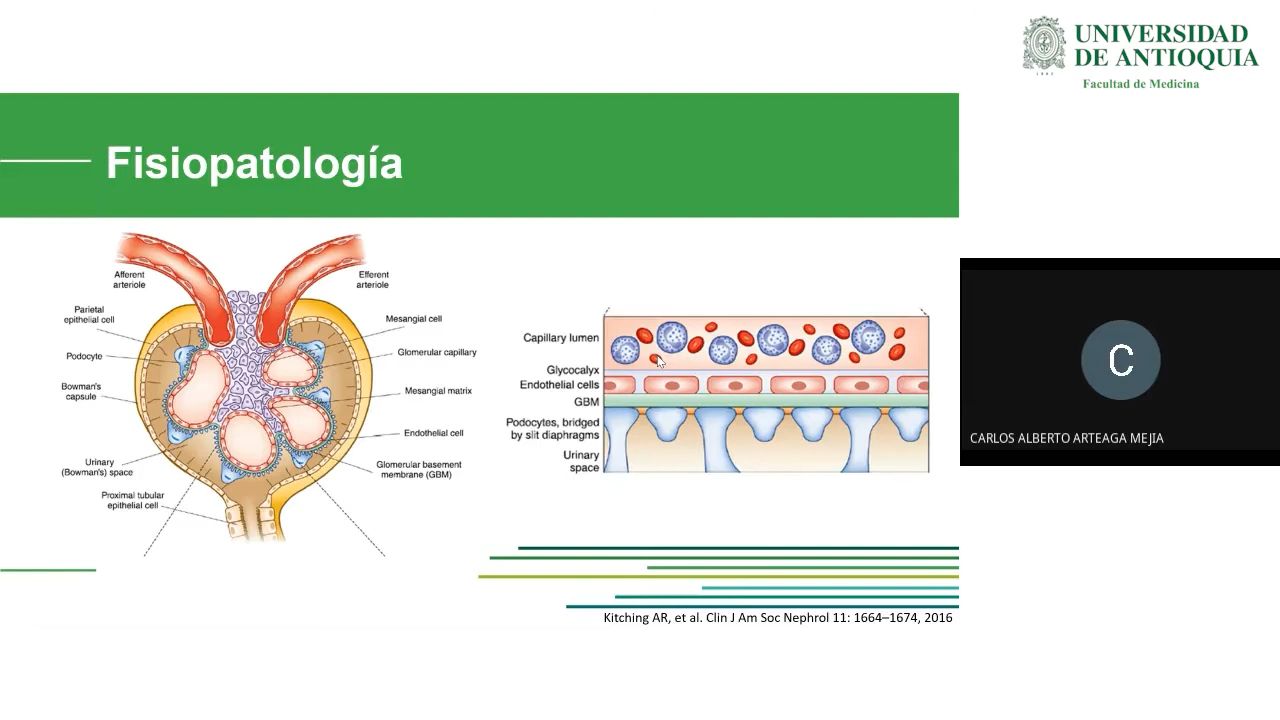 UNIVERSIDAD
DE ANTIOQUIA
1803
Facultad de Medicina
Fisiopatología
Afferent
arteriole
Efferent
arteriole
Parietal
epithelial cell
Mesangial cell
Podocyte
Glomerular capillary
Bowman's
capsule
Mesangial matrix
Endothelial cell
Urinary
(Bowman's) space
Glomerular basement
membrane (GBM)
Proximal tubular
epithelial cell
Capillary lumen
Glycocalyx
Endothelial cells
GBM
Podocytes, bridged
by slit diaphragms
Urinary
space
C
CARLOS ALBERTO ARTEAGA MEJIA
Kitching AR, et al. Clin J Am Soc Nephrol 11: 1664–1674, 2016